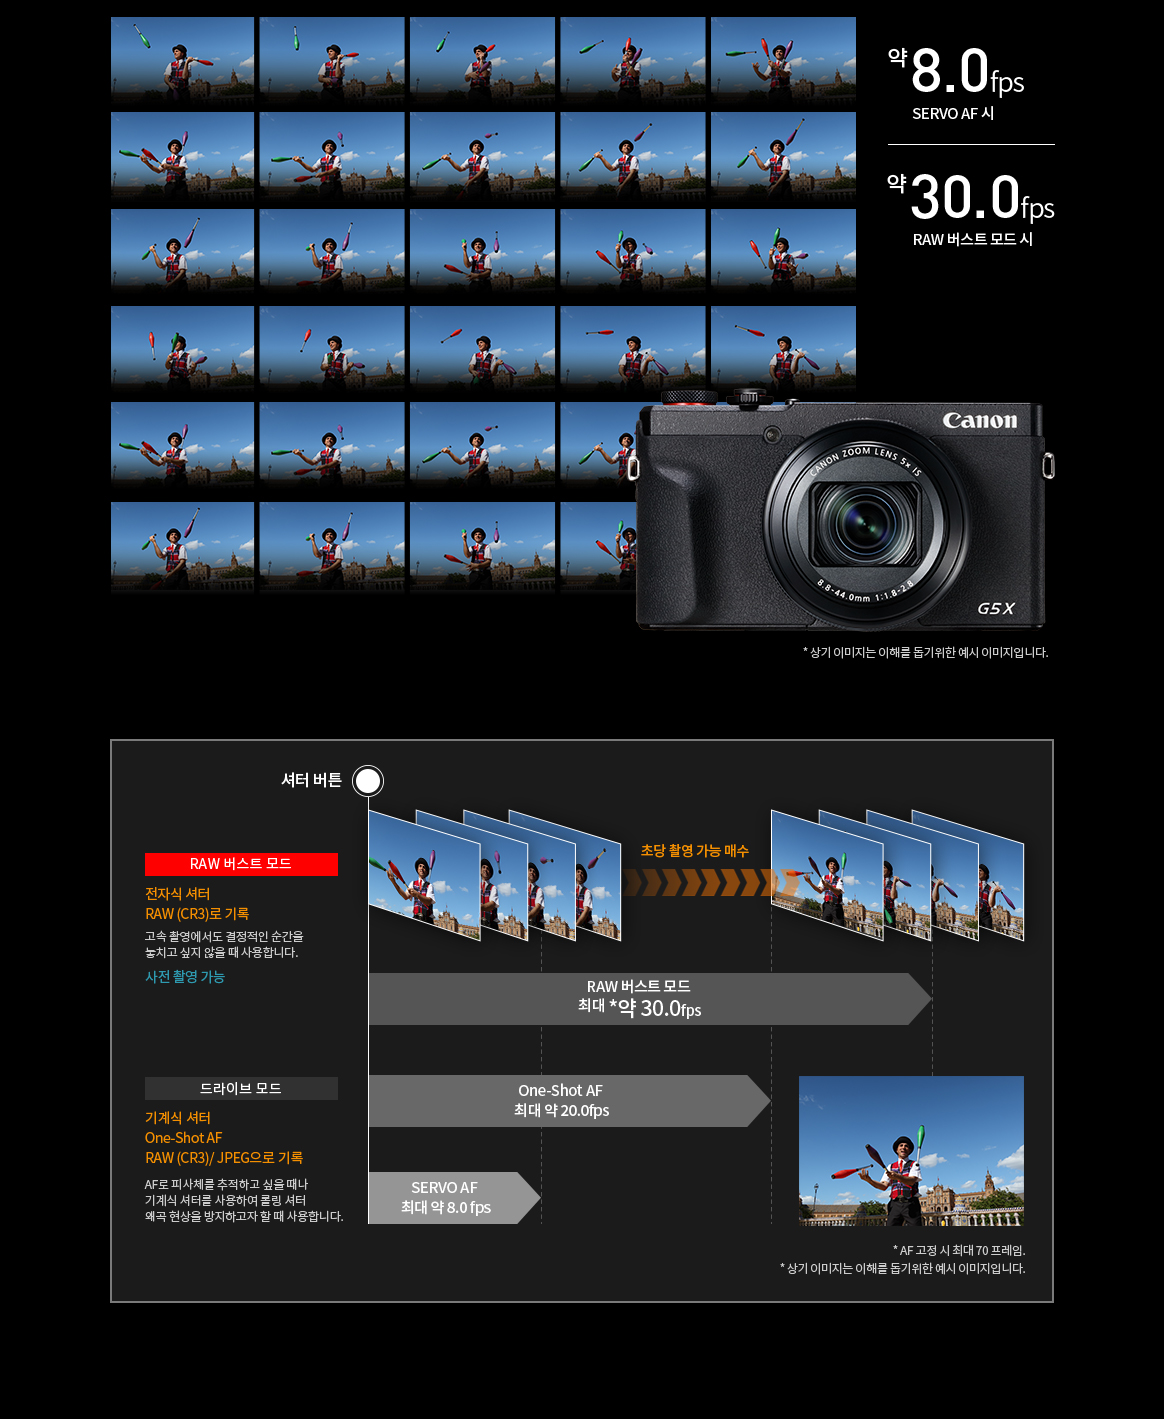 약 8.0fps
SERVO AF 시
약 30.0fps
RAW 버스트 모드 시
Canon
CANON ZOOM LENS 5x IS
8.8-44.0mm 1:1.8-2.8
G5X
* 상기 이미지는 이해를 돕기위한 예시 이미지입니다.
셔터 버튼
초당 촬영 가능 매수
RAW 버스트 모드
전자식 셔터
RAW (CR3)로 기록
고속 촬영에서도 결정적인 순간을
놓치고 싶지 않을 때 사용합니다.
사전 촬영 가능
RAW 버스트 모드
최대 *약 30.0fps
드라이브 모드
기계식 셔터
One-Shot AF
RAW (CR3)/ JPEG으로 기록
AF로 피사체를 추적하고 싶을 때나
기계식 셔터를 사용하여 롤링 셔터
왜곡 현상을 방지하고자 할 때 사용합니다.
One-Shot AF
최대 약 20.0fps
SERVO AF
최대 약 8.0 fps
* AF 고정 시 최대 70 프레임.
* 상기 이미지는 이해를 돕기위한 예시 이미지입니다.